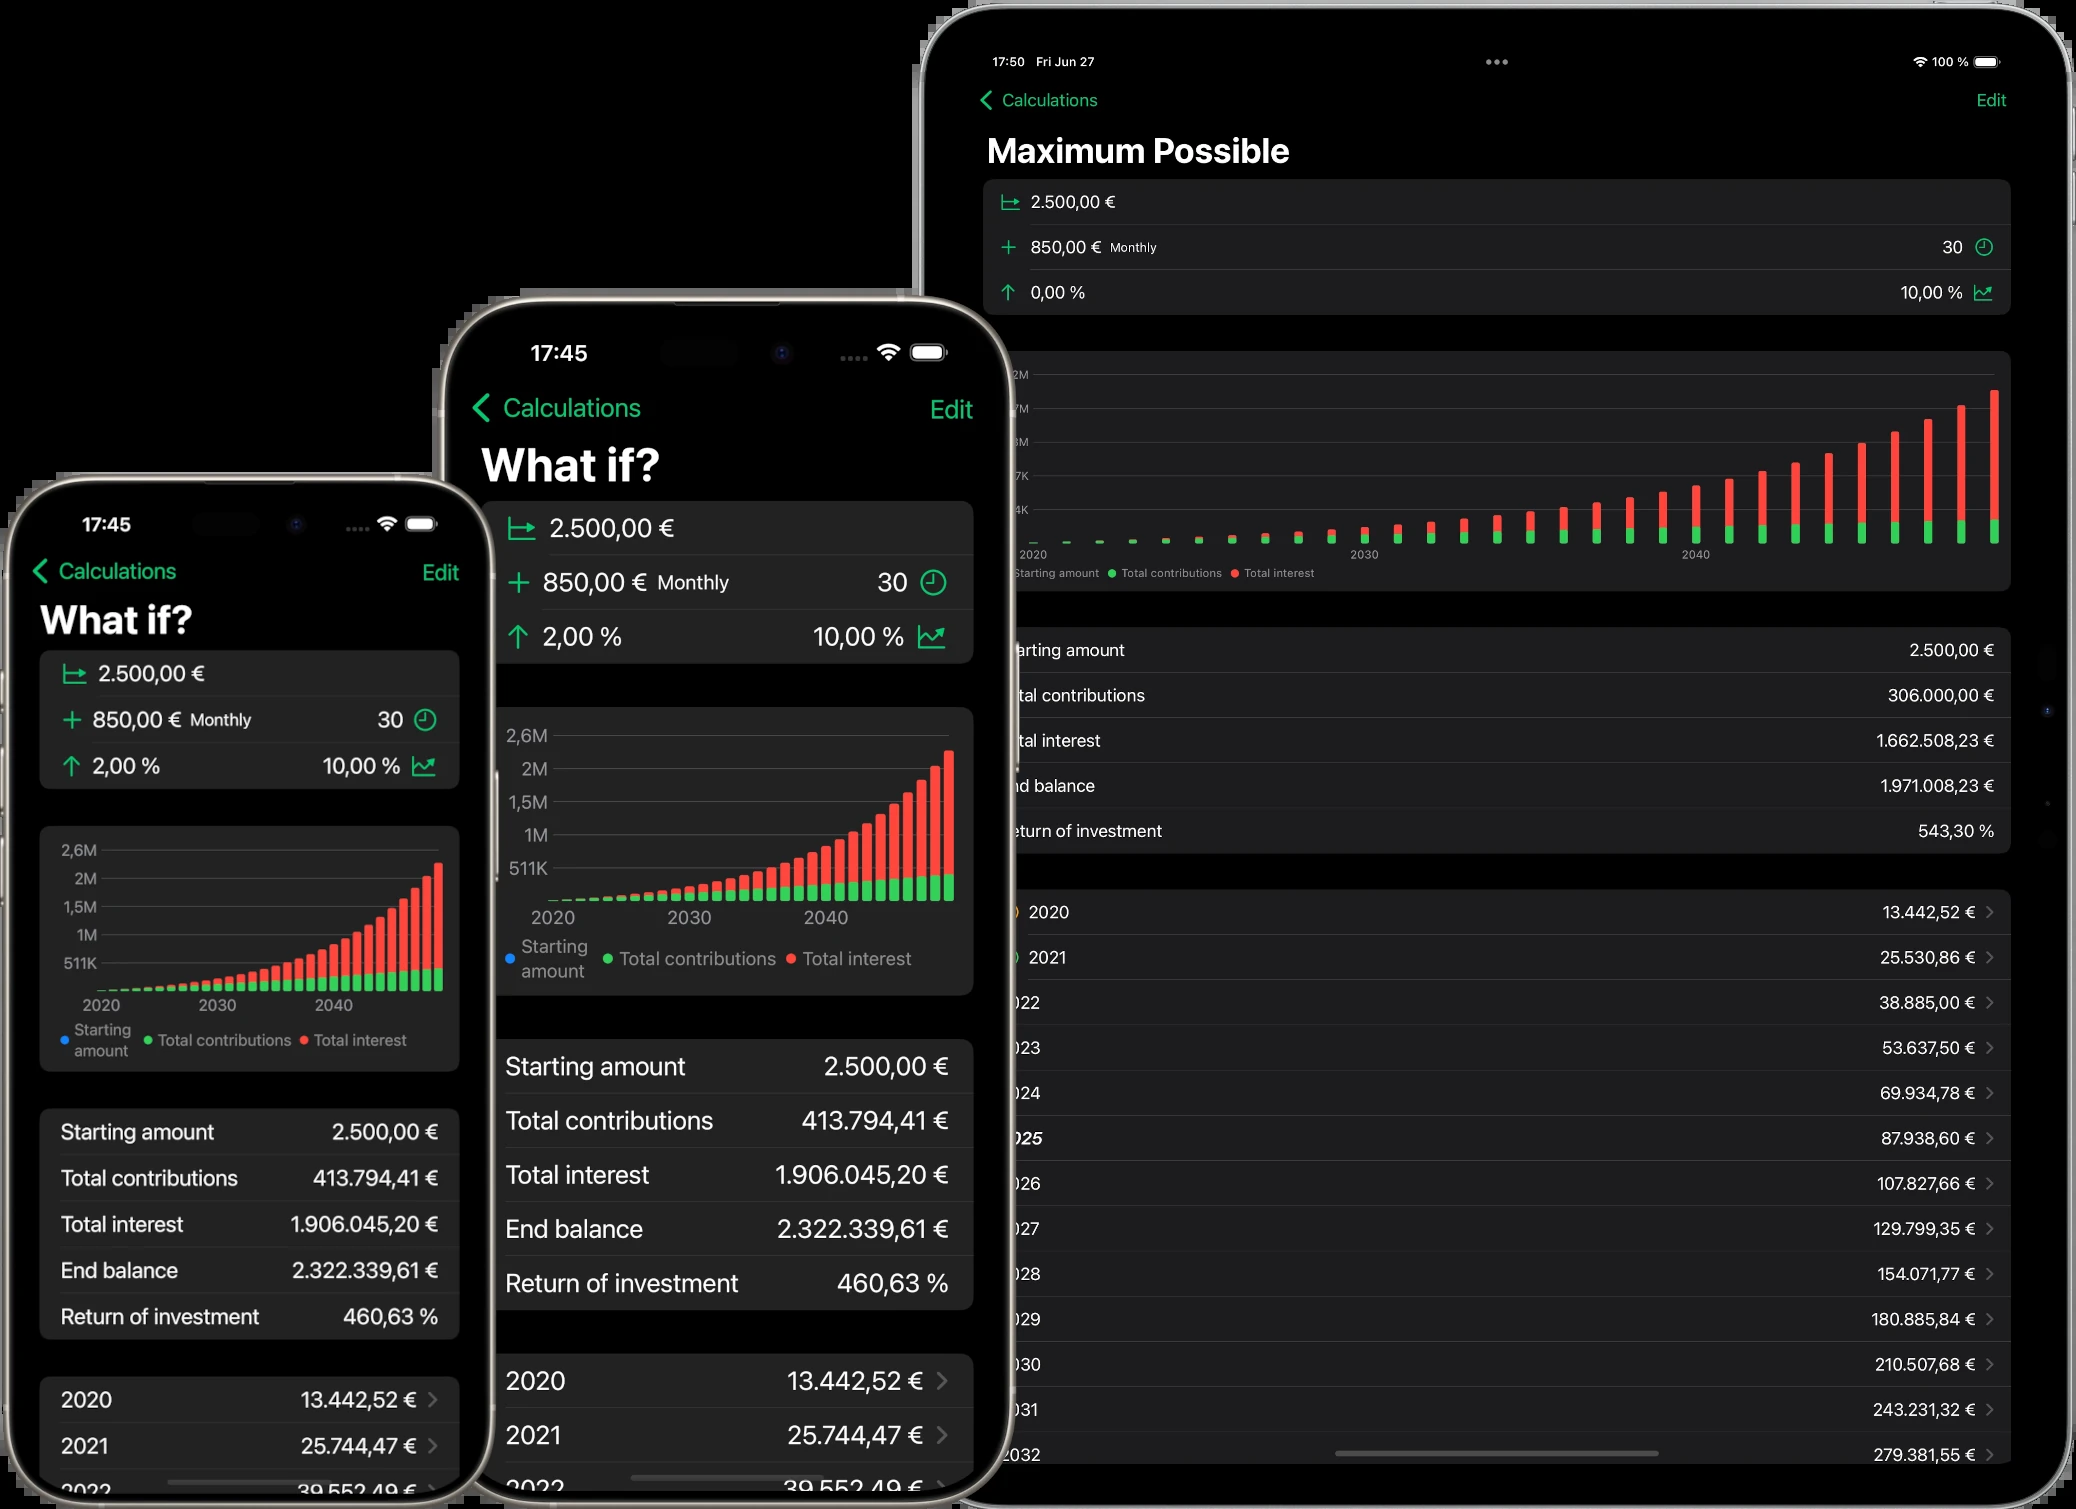 17:45
Calculations
Edit
What if?
2.500,00 €
850,00 € Monthly 30
2,00 % 10,00 %
2,6M
2M
1,5M
1M
511K
2020 2030 2040
Starting amount Total contributions Total interest
Starting amount 2.500,00 €
Total contributions 413.794,41 €
Total interest 1.906.045,20 €
End balance 2.322.339,61 €
Return of investment 460,63 %
2020 13.442,52 €
2021 25.744,47 €
2022 39.552,49 €
17:45
Calculations
Edit
What if?
2.500,00 €
850,00 € Monthly 30
2,00 % 10,00 %
2,6M
2M
1,5M
1M
511K
2020 2030 2040
Starting amount Total contributions Total interest
Starting amount 2.500,00 €
Total contributions 413.794,41 €
Total interest 1.906.045,20 €
End balance 2.322.339,61 €
Return of investment 460,63 %
2020 13.442,52 €
2021 25.744,47 €
2022 39.552,49 €
17:50 Fri Jun 27 100 %
Calculations
Edit
Maximum Possible
2.500,00 €
850,00 € Monthly 30
0,00 % 10,00 %
2M
7M
3M
7K
4K
2020 2030 2040
Starting amount Total contributions Total interest
arting amount 2.500,00 €
tal contributions 306.000,00 €
tal interest 1.662.508,23 €
nd balance 1.971.008,23 €
eturn of investment 543,30 %
2020 13.442,52 €
2021 25.530,86 €
022 38.885,00 €
023 53.637,50 €
024 69.934,78 €
025 87.938,60 €
026 107.827,66 €
027 129.799,35 €
028 154.071,77 €
029 180.885,84 €
030 210.507,68 €
031 243.231,32 €
2032 279.381,55 €